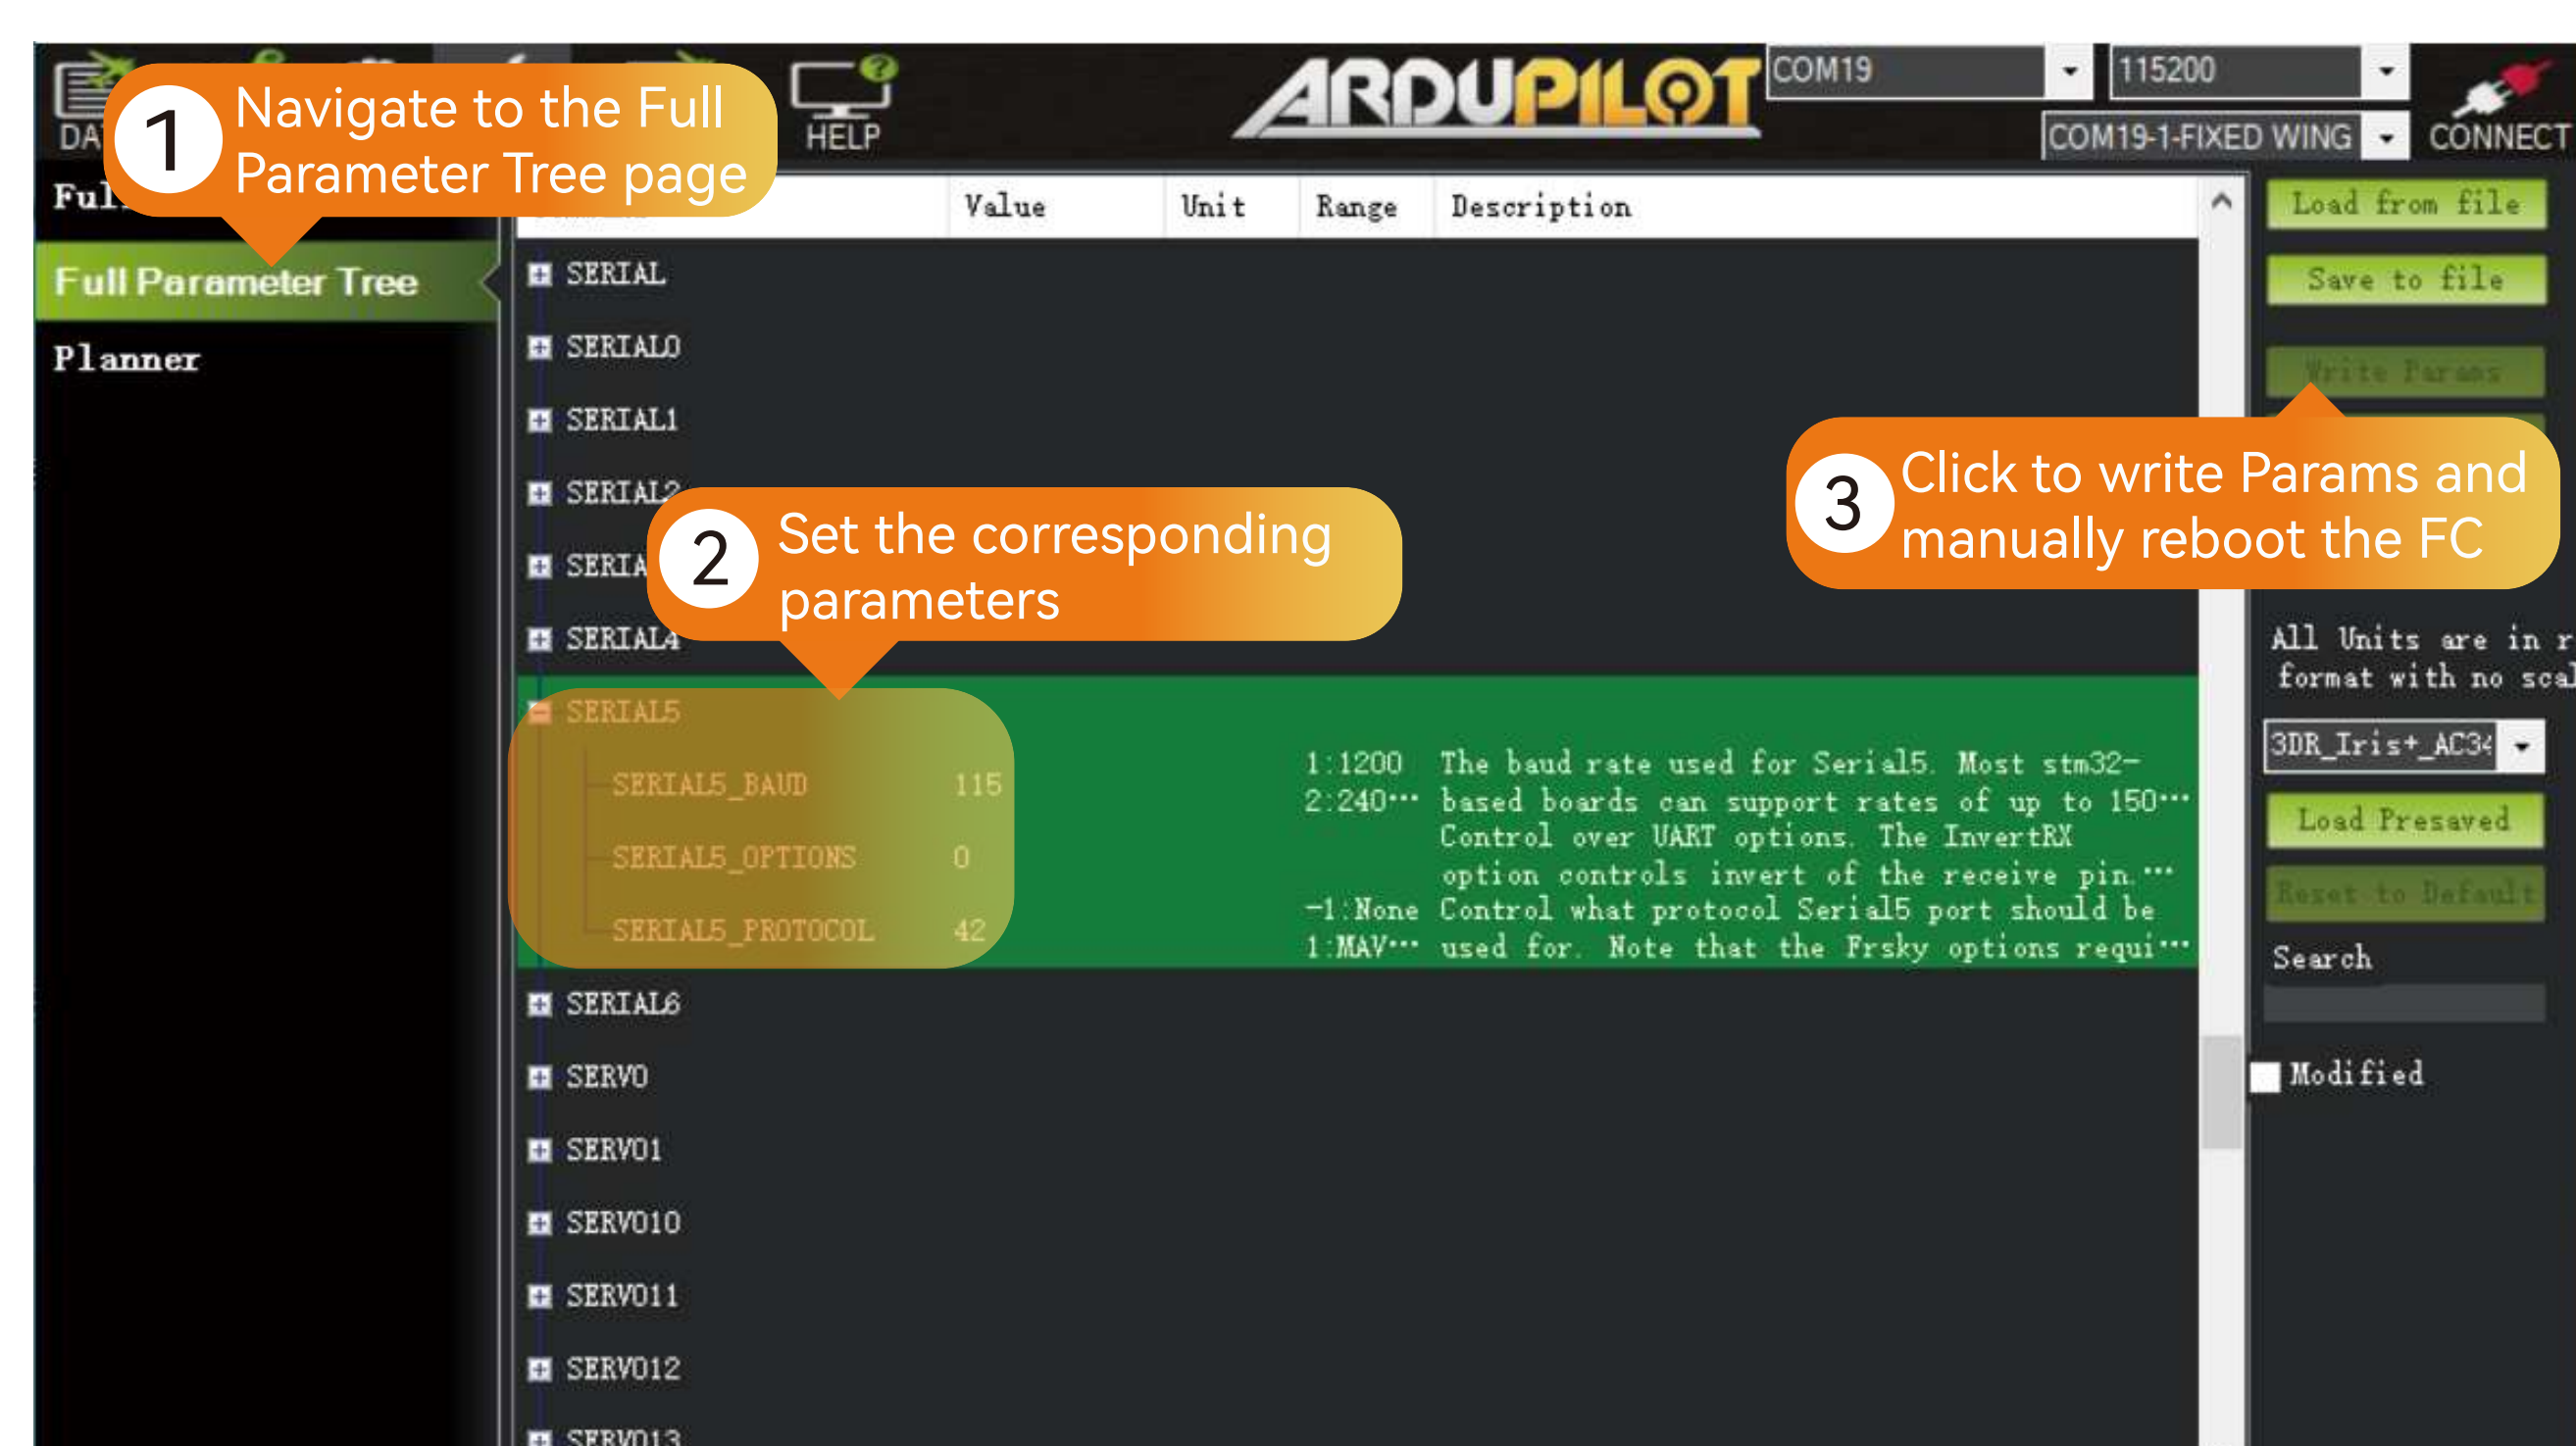 1 Navigate to the Full
Parameter Tree page
HELP
ARDUPILOT
COM19
115200
COM19-1-FIXED WING
CONNECT
Value Unit Range Description
Full Parameter Tree
Planner
SERIAL
SERIAL0
SERIAL1
SERIAL2
2 Set the corresponding
parameters
SERIAL4
SERIAL5
SERIAL5_BAUD 115 1:1200 The baud rate used for Serial5. Most stm32-
2:240… based boards can support rates of up to 150…
SERIAL5_OPTIONS 0 Control over UART options. The InvertRX
option controls invert of the receive pin.…
SERIAL5_PROTOCOL 42 -1:None Control what protocol Serial5 port should be
1:MAV… used for. Note that the Frsky options requi…
SERIAL6
SERVO
SERVO1
SERVO10
SERVO11
SERVO12
SERVO13
Load from file
Save to file
Write Params
3 Click to write Params and
manually reboot the FC
All Units are in r
format with no scal
3DR_Iris+_AC34
Load Presaved
Reset to Default
Search
Modified